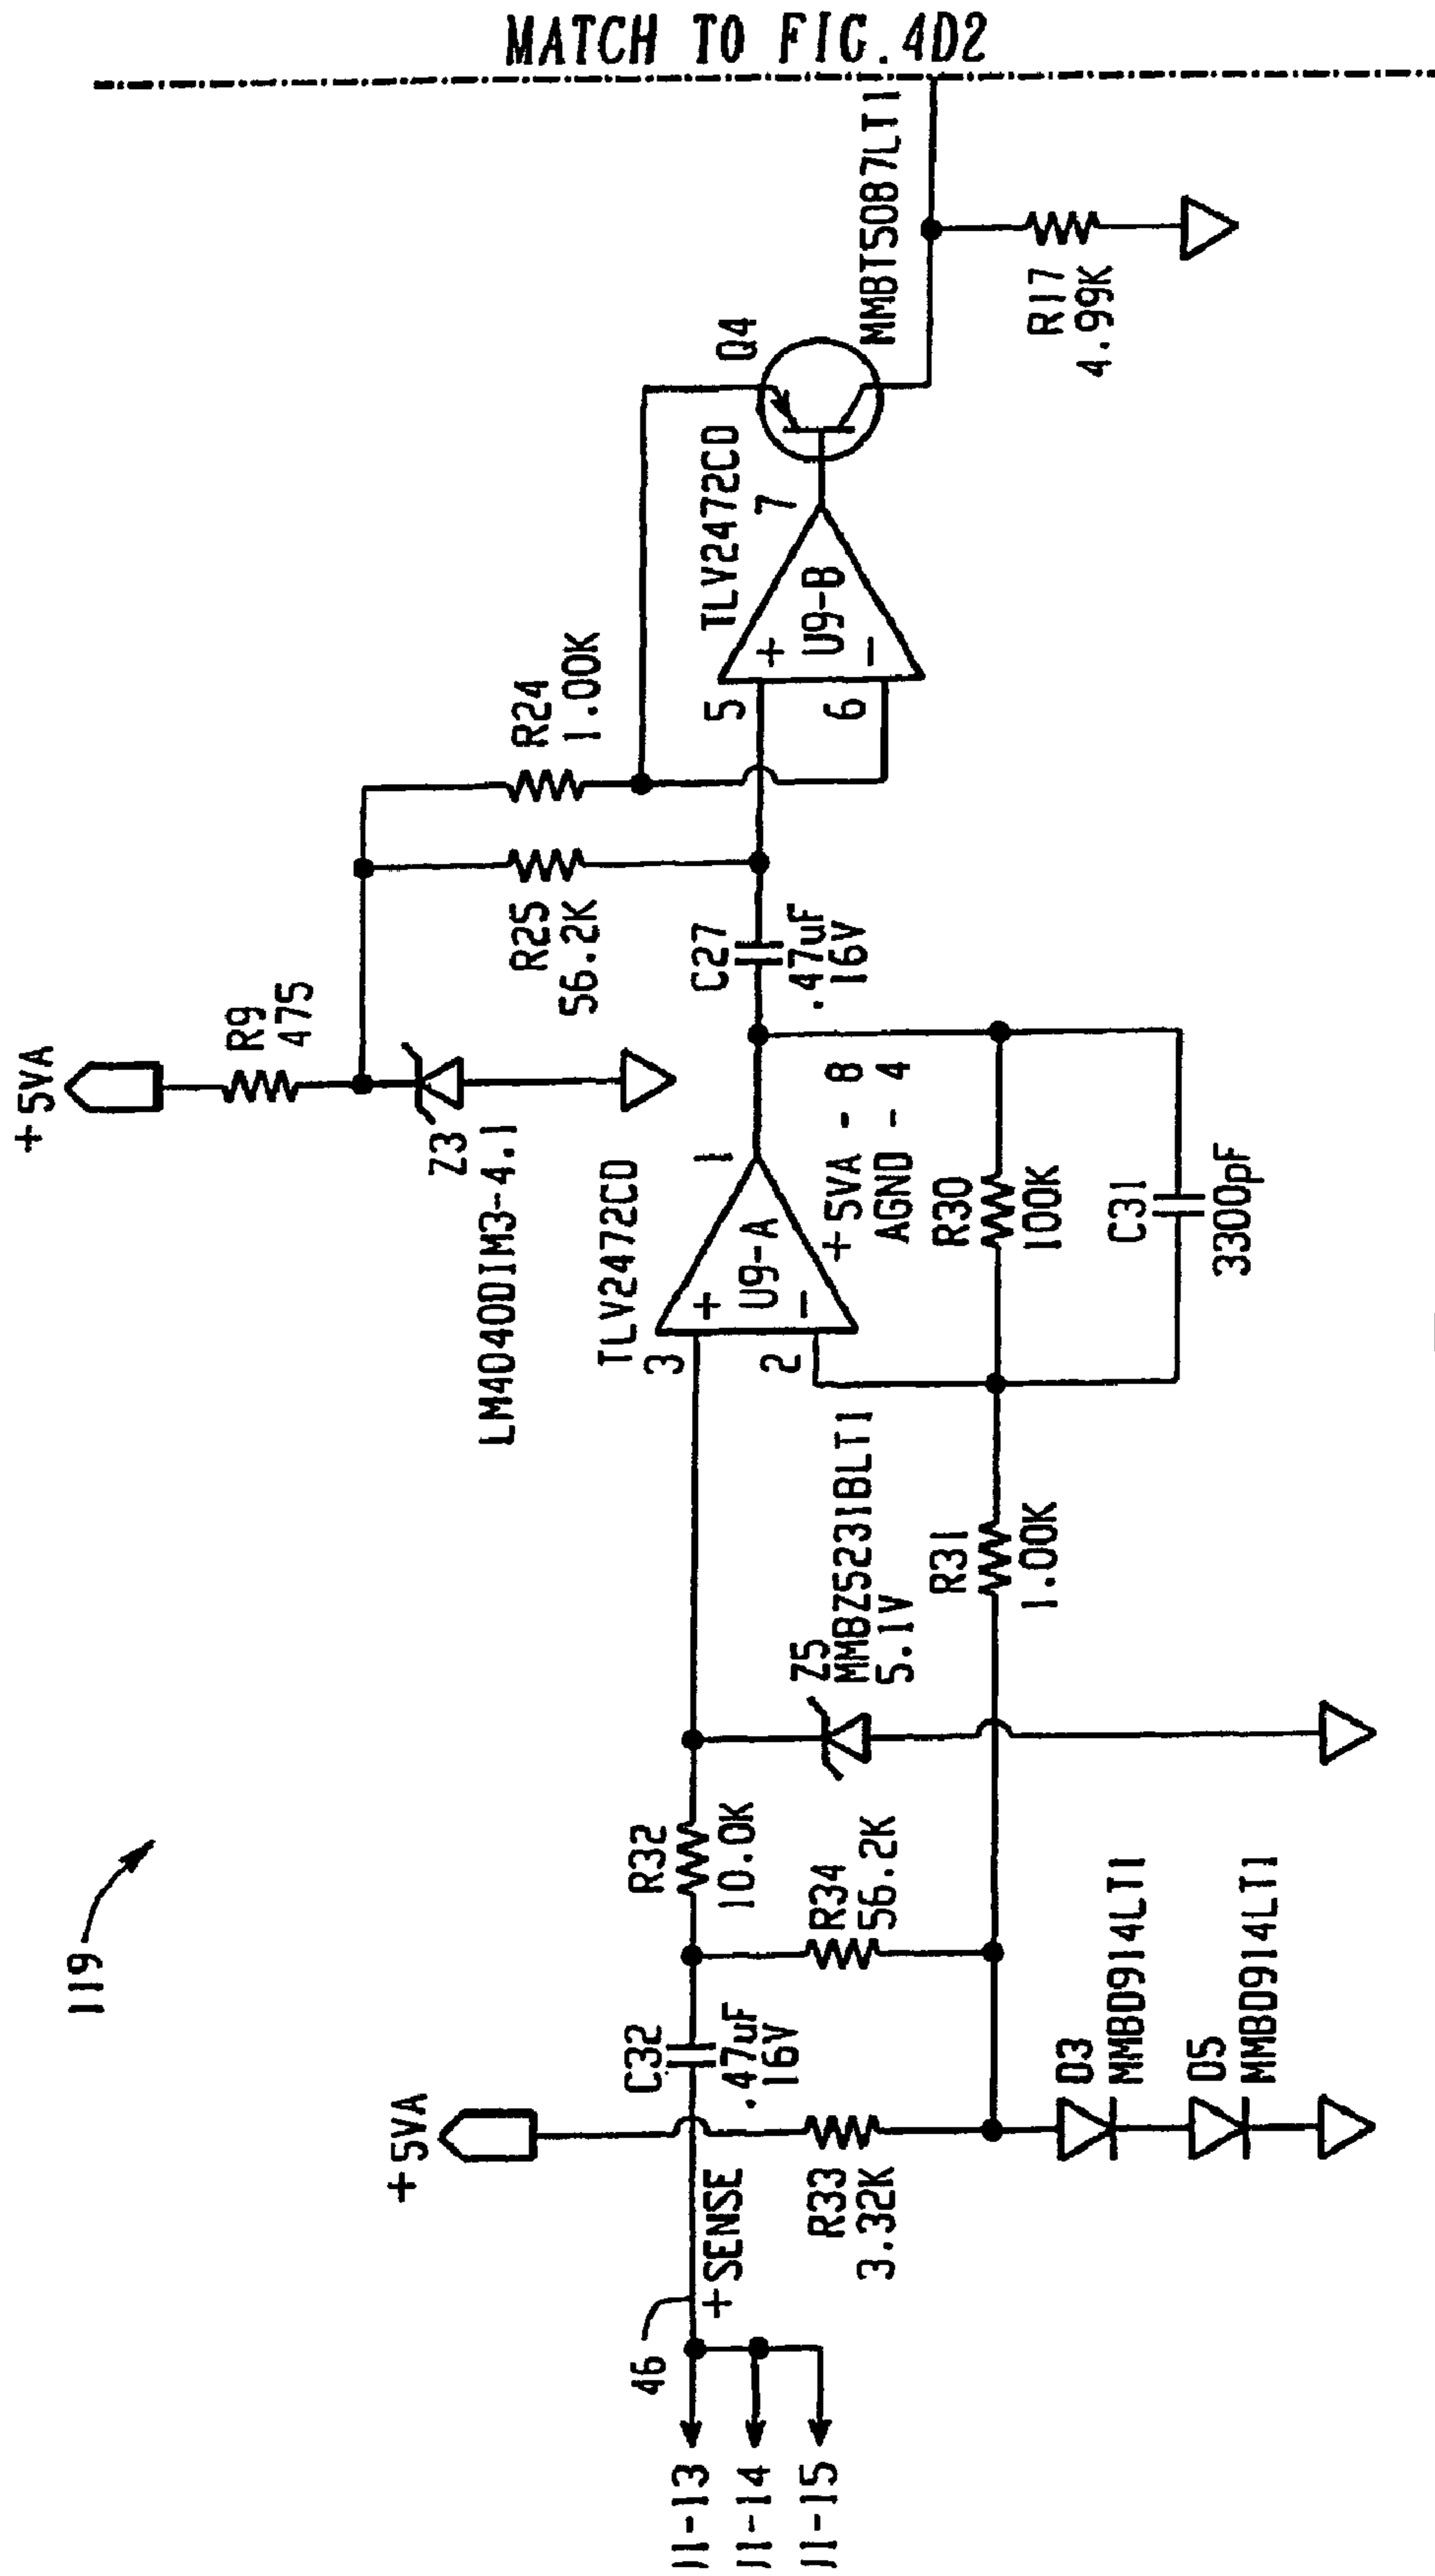 MATCH TO FIG.4D2
119
+5VA
R9
475
Z3
LM4040DIM3-4.1
R25
56.2K
R24
1.00K
Q4
MMBT5087LT1
R17
4.99K
TLV2472CD
5
6
7
+
U9-B
-
C27
.47uF
16V
TLV2472CD
3
2
1
+
U9-A
-
+5VA - 8
AGND - 4
R30
100K
C31
3300pF
R31
1.00K
Z5
MMBZ5231BLT1
5.1V
R32
10.0K
R34
56.2K
C32
.47uF
16V
+5VA
R33
3.32K
D3
MMBD914LT1
D5
MMBD914LT1
46
+SENSE
J1-13
J1-14
J1-15